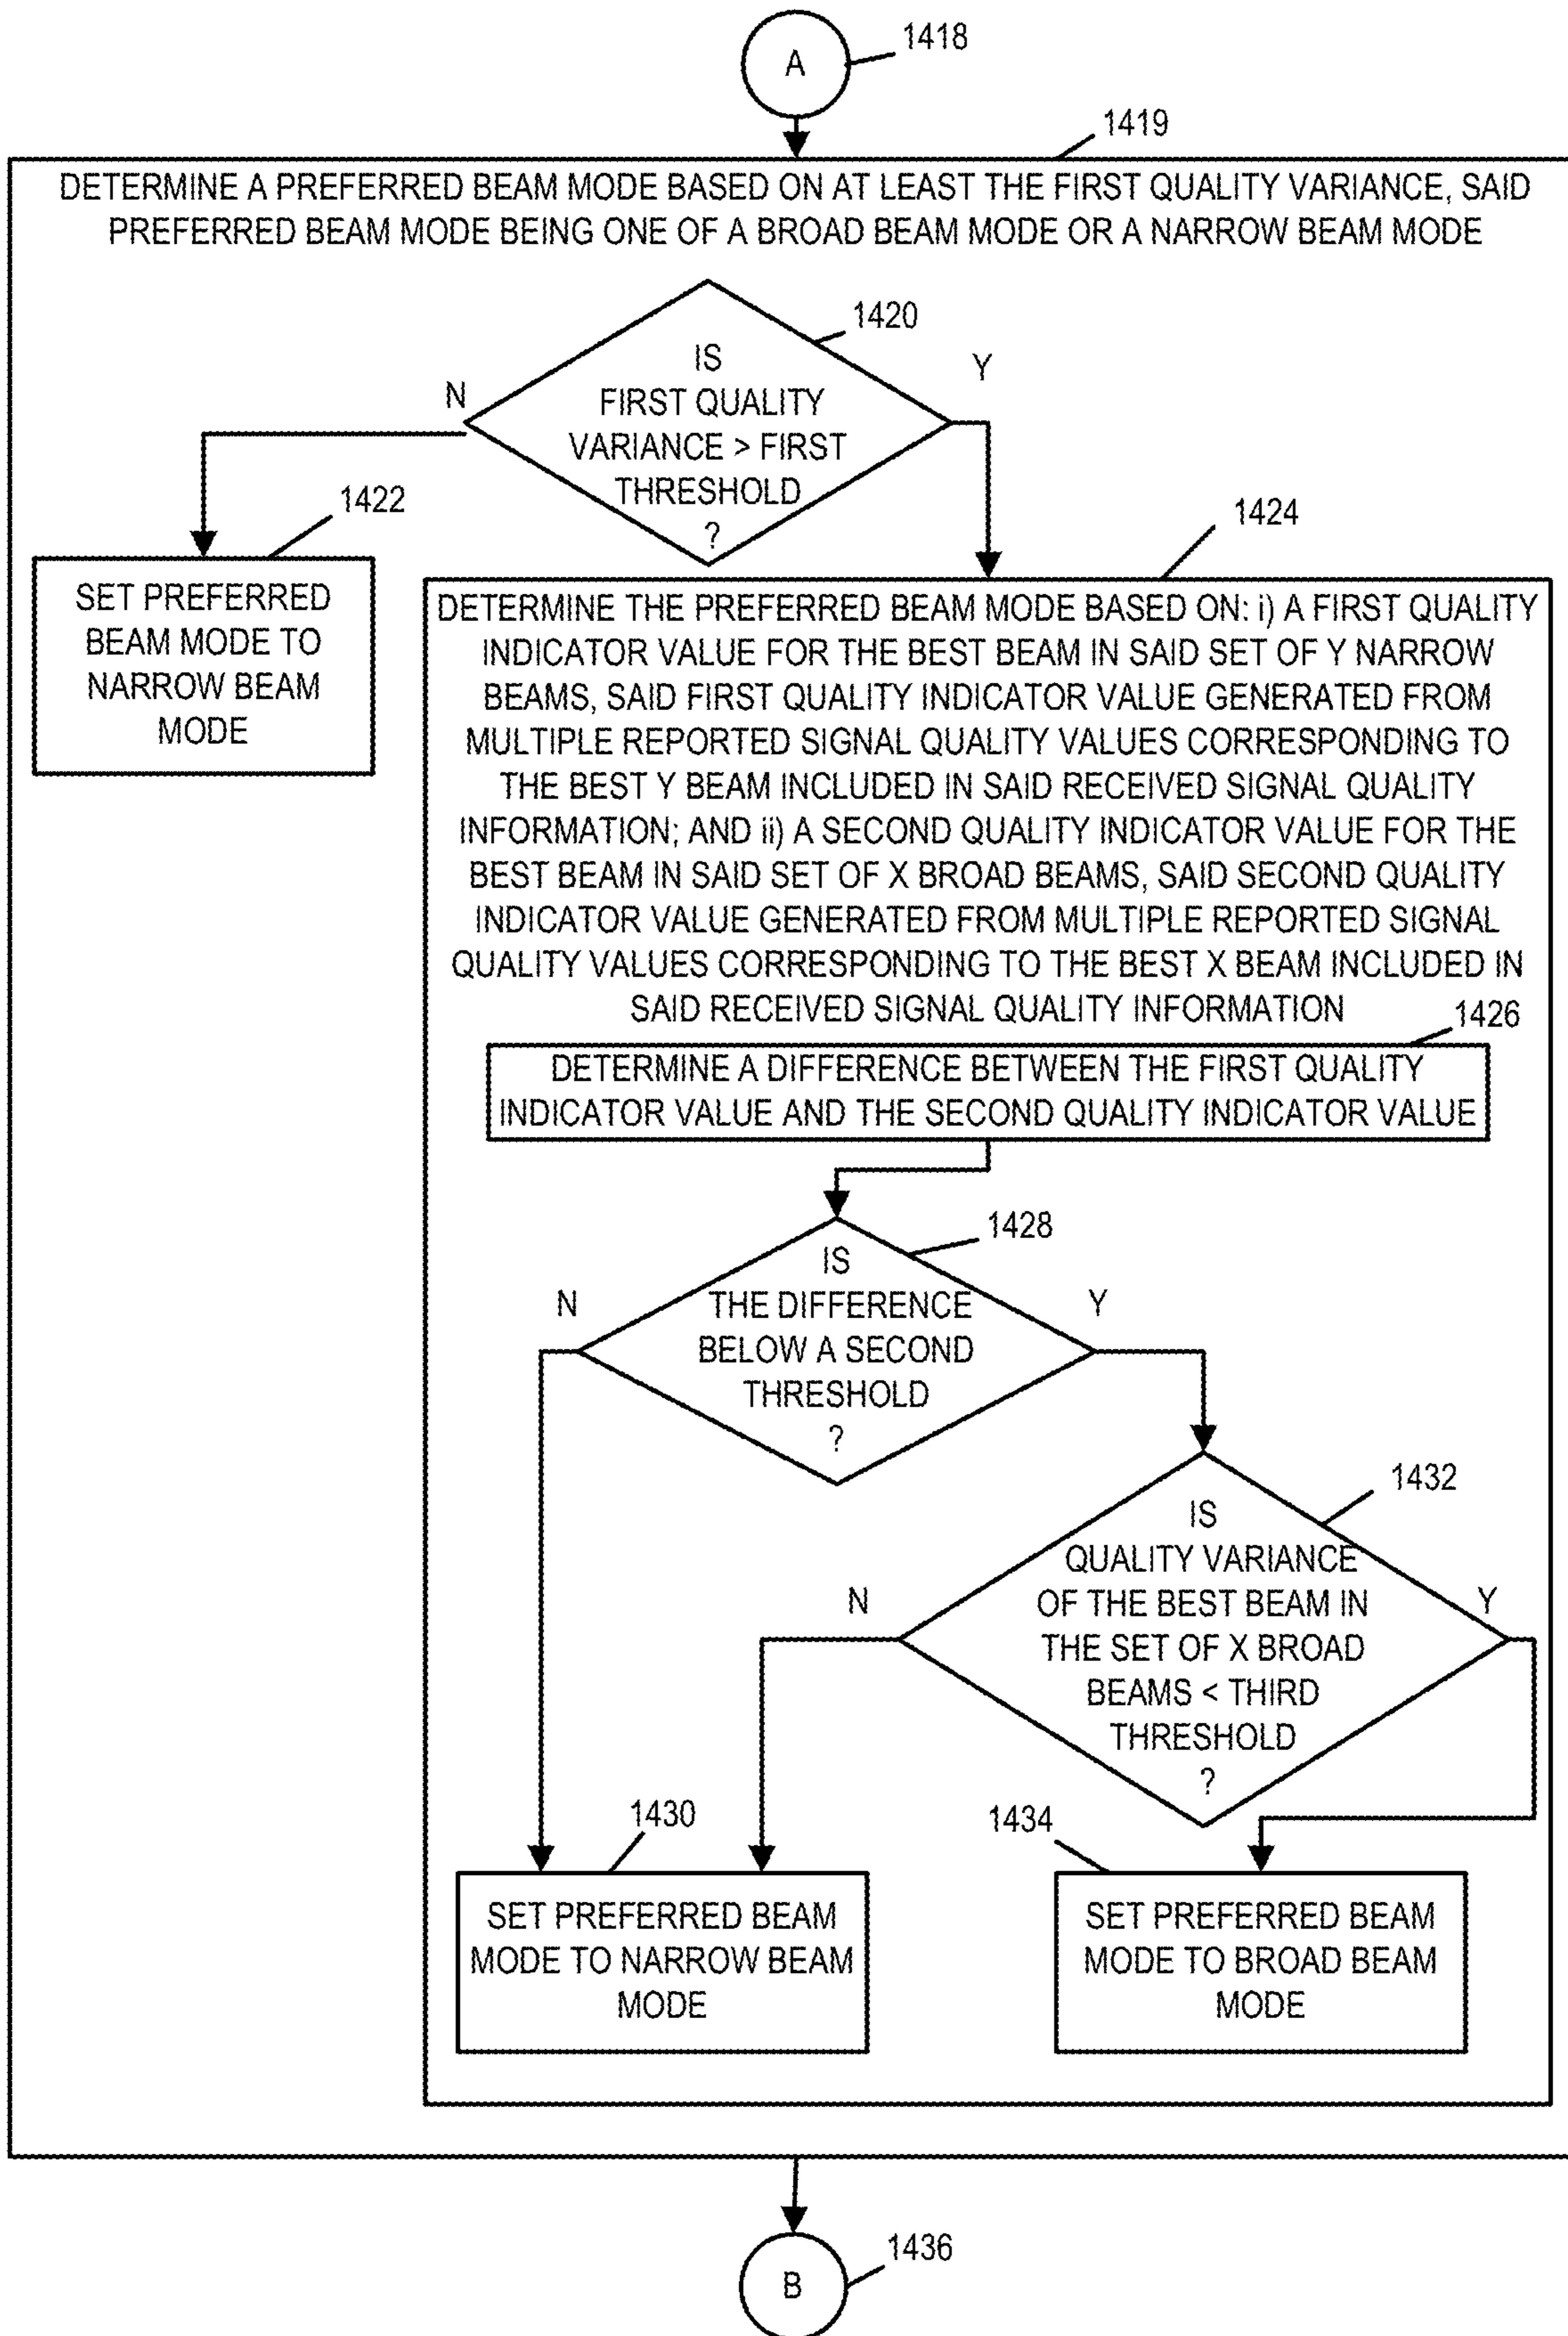 A
1418
1419
DETERMINE A PREFERRED BEAM MODE BASED ON AT LEAST THE FIRST QUALITY VARIANCE, SAID
PREFERRED BEAM MODE BEING ONE OF A BROAD BEAM MODE OR A NARROW BEAM MODE
1420
IS
FIRST QUALITY
VARIANCE > FIRST
THRESHOLD
?
N
Y
1422
SET PREFERRED
BEAM MODE TO
NARROW BEAM
MODE
1424
DETERMINE THE PREFERRED BEAM MODE BASED ON: i) A FIRST QUALITY
INDICATOR VALUE FOR THE BEST BEAM IN SAID SET OF Y NARROW
BEAMS, SAID FIRST QUALITY INDICATOR VALUE GENERATED FROM
MULTIPLE REPORTED SIGNAL QUALITY VALUES CORRESPONDING TO
THE BEST Y BEAM INCLUDED IN SAID RECEIVED SIGNAL QUALITY
INFORMATION; AND ii) A SECOND QUALITY INDICATOR VALUE FOR THE
BEST BEAM IN SAID SET OF X BROAD BEAMS, SAID SECOND QUALITY
INDICATOR VALUE GENERATED FROM MULTIPLE REPORTED SIGNAL
QUALITY VALUES CORRESPONDING TO THE BEST X BEAM INCLUDED IN
SAID RECEIVED SIGNAL QUALITY INFORMATION
1426
DETERMINE A DIFFERENCE BETWEEN THE FIRST QUALITY
INDICATOR VALUE AND THE SECOND QUALITY INDICATOR VALUE
1428
IS
THE DIFFERENCE
BELOW A SECOND
THRESHOLD
?
N
Y
1432
IS
QUALITY VARIANCE
OF THE BEST BEAM IN
THE SET OF X BROAD
BEAMS < THIRD
THRESHOLD
?
N
Y
1430
SET PREFERRED BEAM
MODE TO NARROW BEAM
MODE
1434
SET PREFERRED BEAM
MODE TO BROAD BEAM
MODE
B
1436